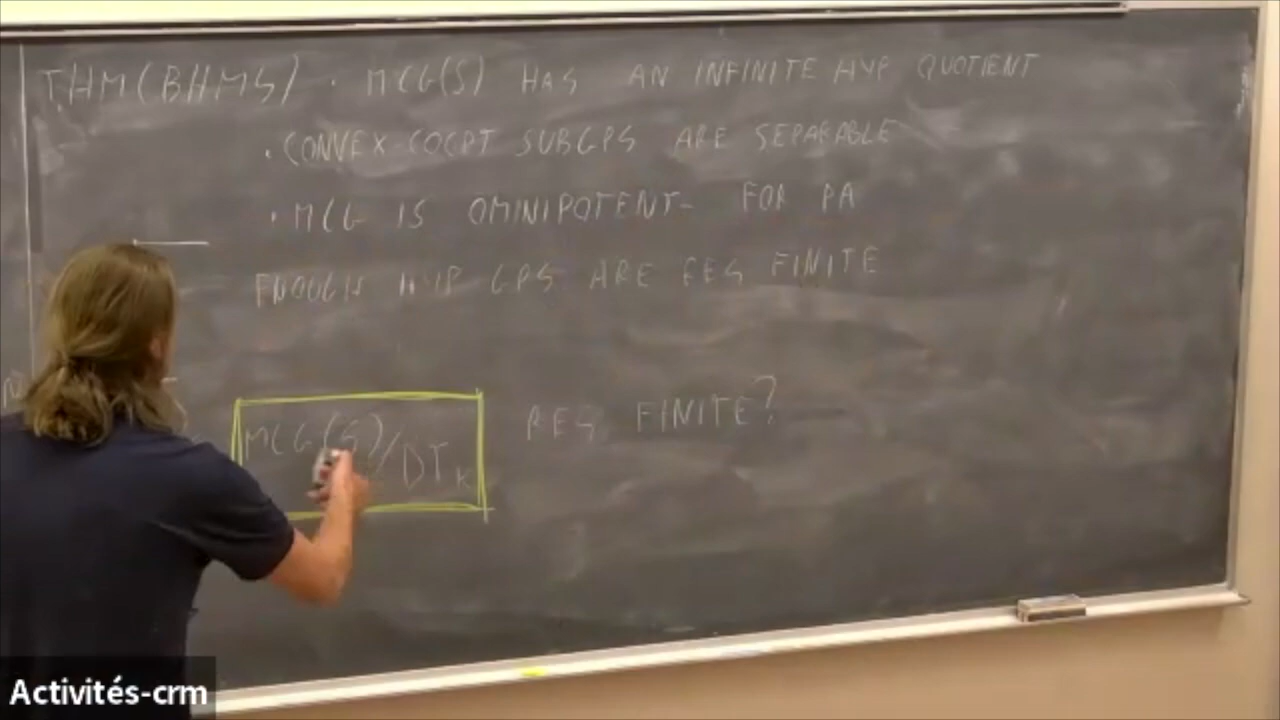 THM(BHMS) · MCG(S) HAS AN INFINITE HYP QUOTIENT
· CONVEX-COCPT SUBGPS ARE SEPARABLE
· MCG IS OMNIPOTENT FOR PA
ENOUGH HYP GPS ARE RES FINITE
MCG(S)/DT_K RES FINITE?
Activités-crm